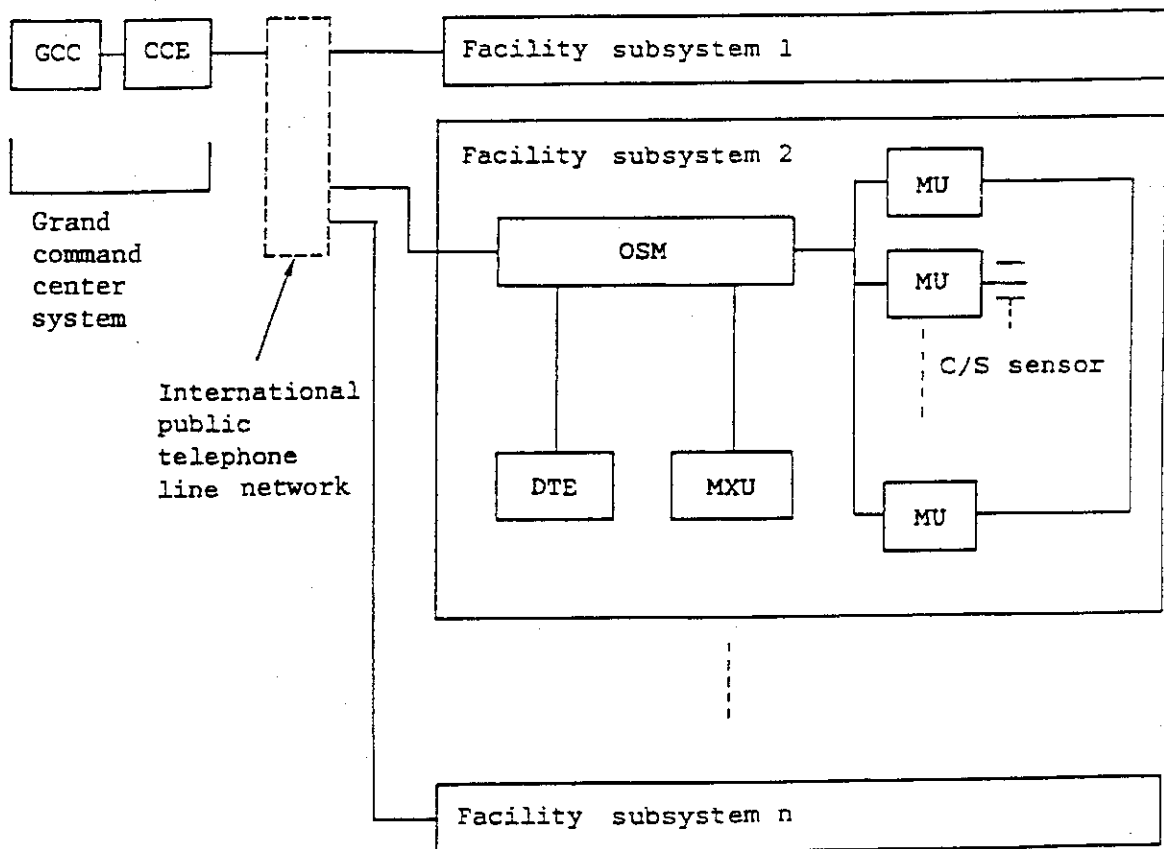 GCC
CCE
Facility subsystem 1
Grand
command
center
system
International
public
telephone
line network
Facility subsystem 2
MU
OSM
MU
C/S sensor
DTE
MXU
MU
Facility subsystem n